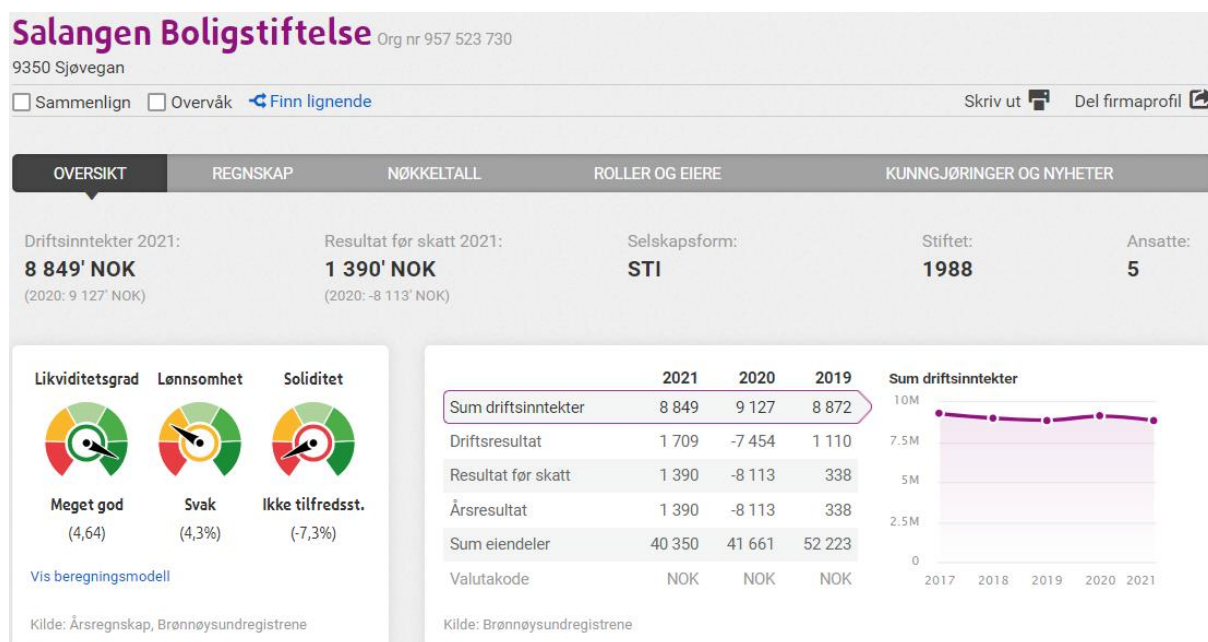 Salangen Boligstiftelse Org nr 957 523 730
9350 Sjøvegan
Sammenlign Overvåk Finn lignende Skriv ut Del firmaprofil
OVERSIKT REGNSKAP NØKKELTALL ROLLER OG EIERE KUNNGJØRINGER OG NYHETER
Driftsinntekter 2021: Resultat før skatt 2021: Selskapsform: Stiftet: Ansatte:
8 849' NOK 1 390' NOK STI 1988 5
(2020: 9 127' NOK) (2020: -8 113' NOK)
Likviditetsgrad Lønnsomhet Soliditet
Meget god Svak Ikke tilfredsst.
(4,64) (4,3%) (-7,3%)
Vis beregningsmodell
Kilde: Årsregnskap, Brønnøysundregistrene
2021 2020 2019
Sum driftsinntekter 8 849 9 127 8 872
Driftsresultat 1 709 -7 454 1 110
Resultat før skatt 1 390 -8 113 338
Årsresultat 1 390 -8 113 338
Sum eiendeler 40 350 41 661 52 223
Valutakode NOK NOK NOK
Kilde: Brønnøysundregistrene
Sum driftsinntekter
10M
7.5M
5M
2.5M
0
2017 2018 2019 2020 2021